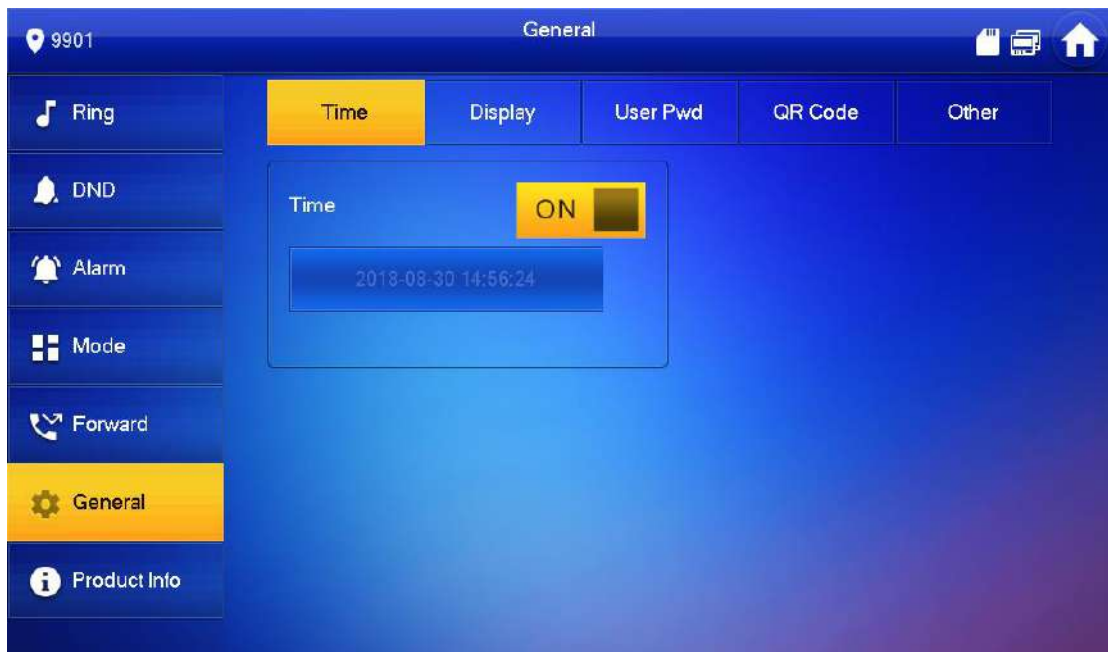 9901
General
Ring
DND
Alarm
Mode
Forward
General
Product Info
Time Display User Pwd QR Code Other
Time ON
2018-08-30 14:56:24